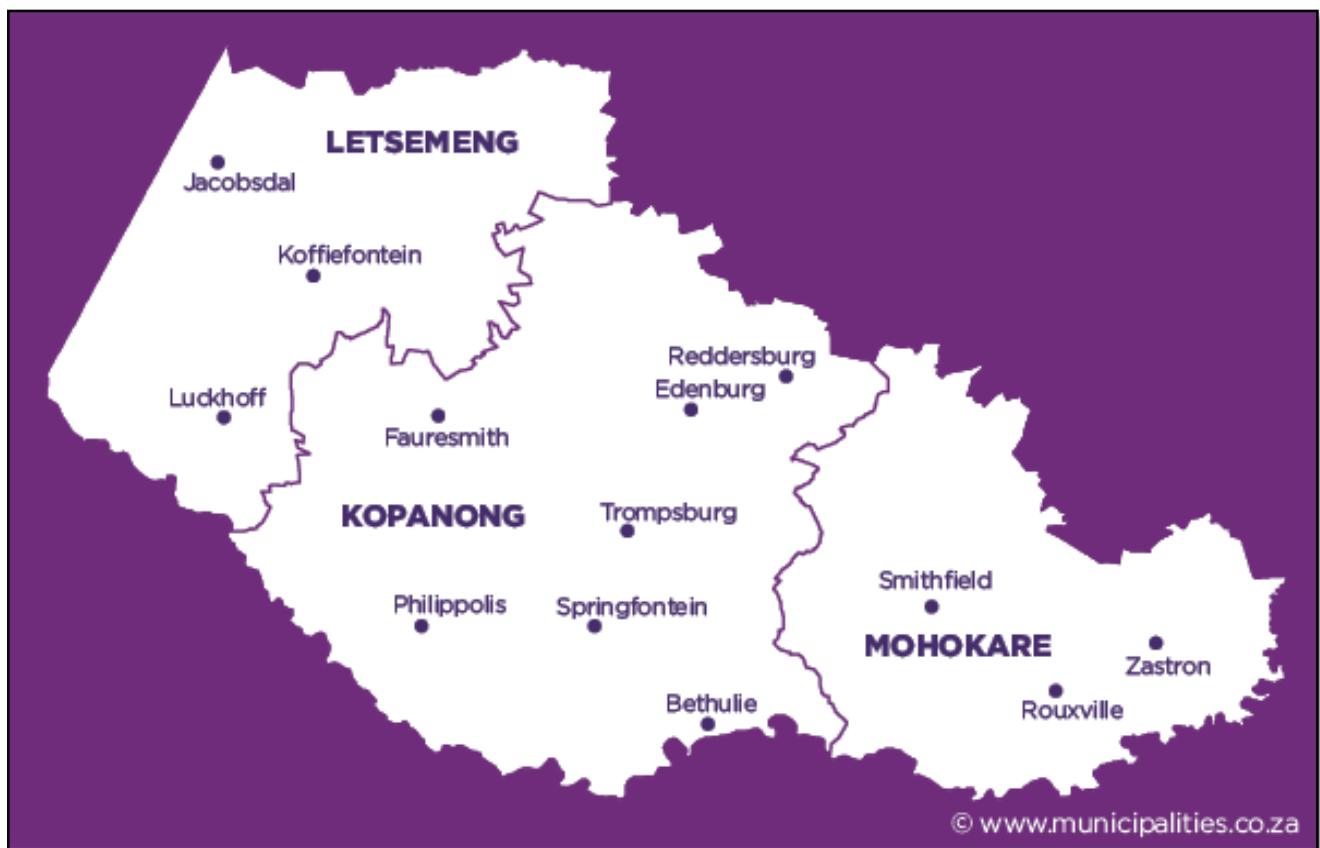 LETSEMENG
Jacobsdal
Koffiefontein
Luckhoff
Reddersburg
Edenburg
Fauresmith
KOPANONG
Trompsburg
Philippolis
Springfontein
Bethulie
Smithfield
MOHOKARE
Zastron
Rouxville
© www.municipalities.co.za